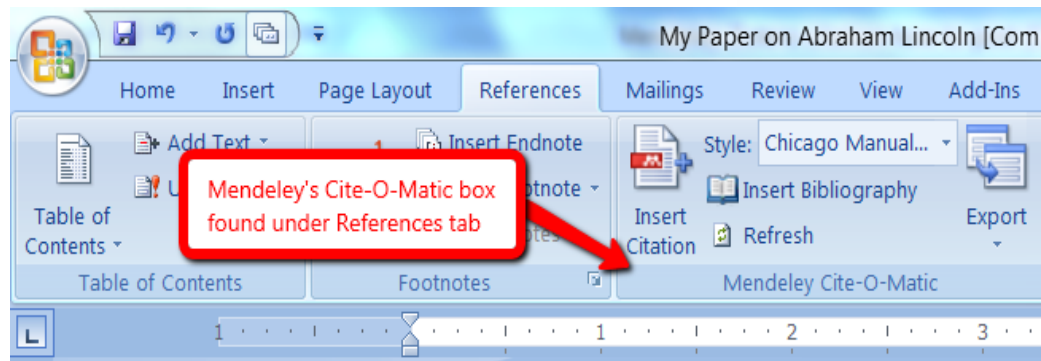 My Paper on Abraham Lincoln [Com
Home Insert Page Layout References Mailings Review View Add-Ins
Add Text
Table of
Contents
Table of Contents
Insert Endnote
Footnotes
Mendeley's Cite-O-Matic box
found under References tab
Insert
Citation
Style: Chicago Manual...
Insert Bibliography
Refresh
Export
Mendeley Cite-O-Matic
L
1 1 2 3